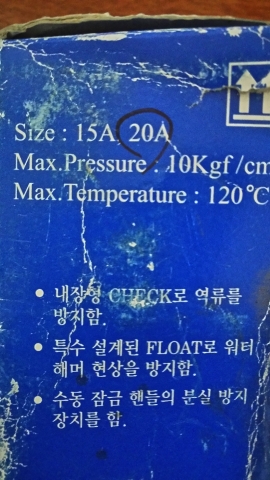 Size : 15A, 20A
Max.Pressure : 10Kgf/cm
Max.Temperature : 120℃
• 내장형 CHECK로 역류를
방지함.
• 특수 설계된 FLOAT로 워터
해머 현상을 방지함.
• 수동 잠금 핸들의 분실 방지
장치를 함.